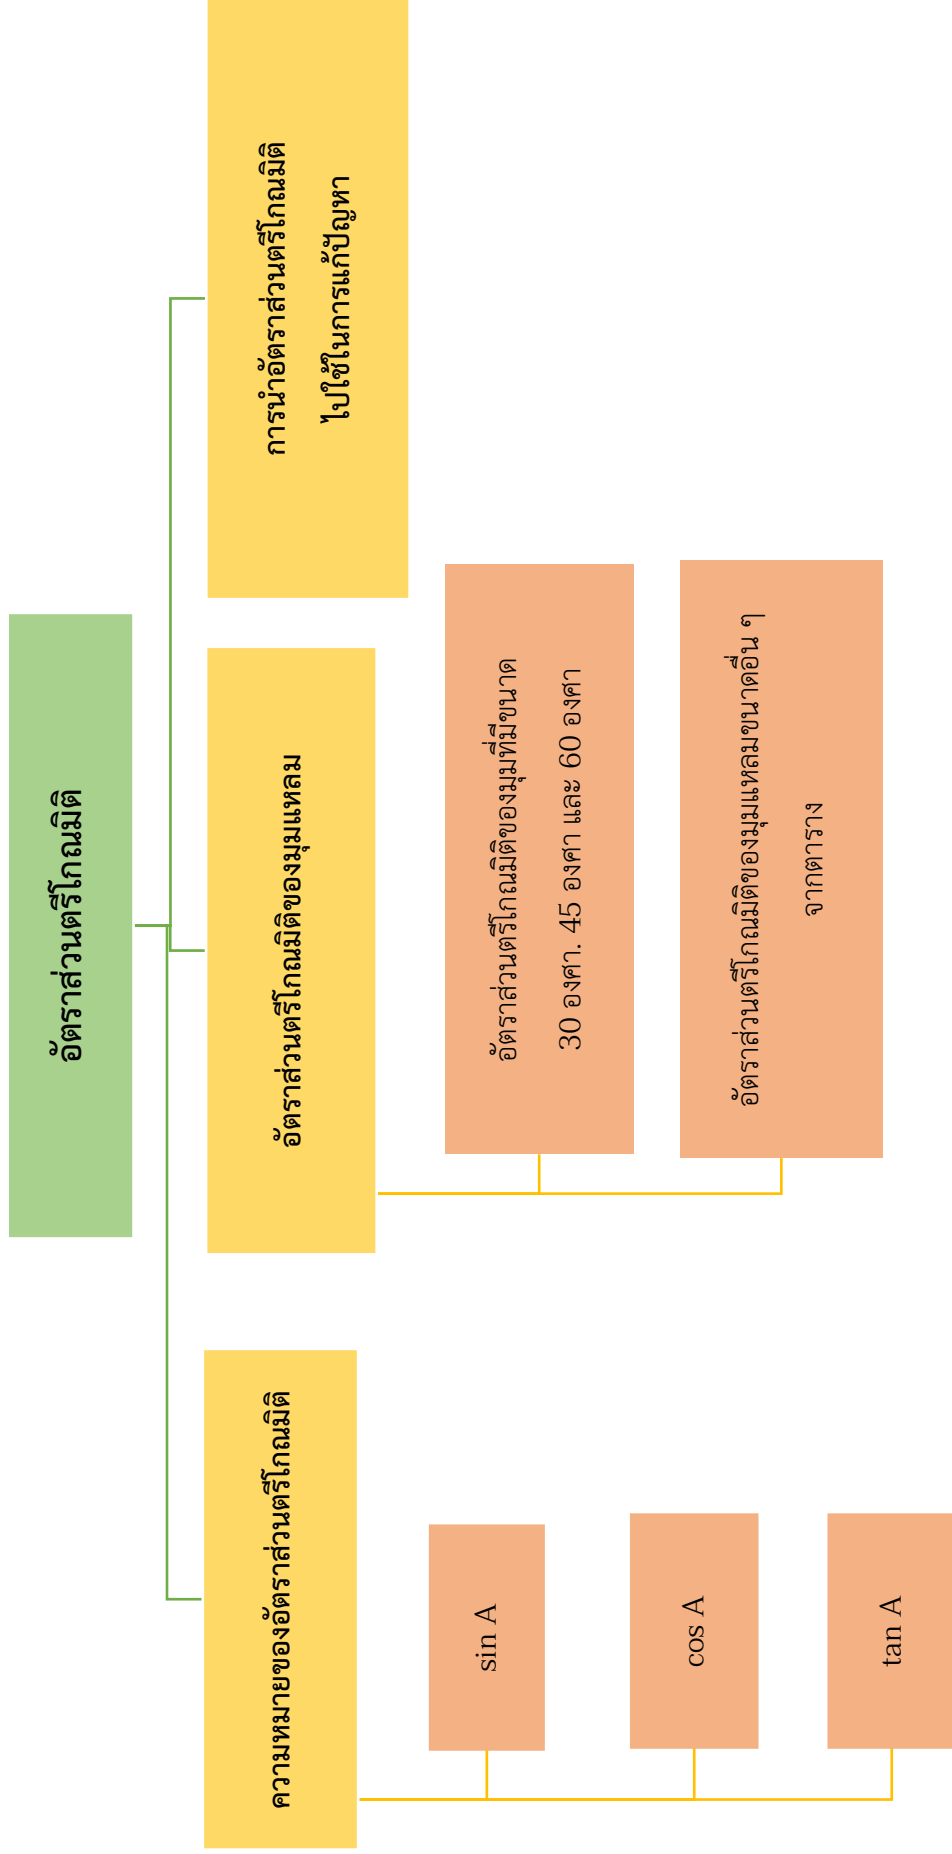 อัตราส่วนตรีโกณมิติ
ความหมายของอัตราส่วนตรีโกณมิติ
sin A
cos A
tan A
อัตราส่วนตรีโกณมิติของมุมแหลม
อัตราส่วนตรีโกณมิติของมุมที่มีขนาด
30 องศา. 45 องศา และ 60 องศา
อัตราส่วนตรีโกณมิติของมุมแหลมขนาดอื่น ๆ
จากตาราง
การนำอัตราส่วนตรีโกณมิติ
ไปใช้ในการแก้ปัญหา